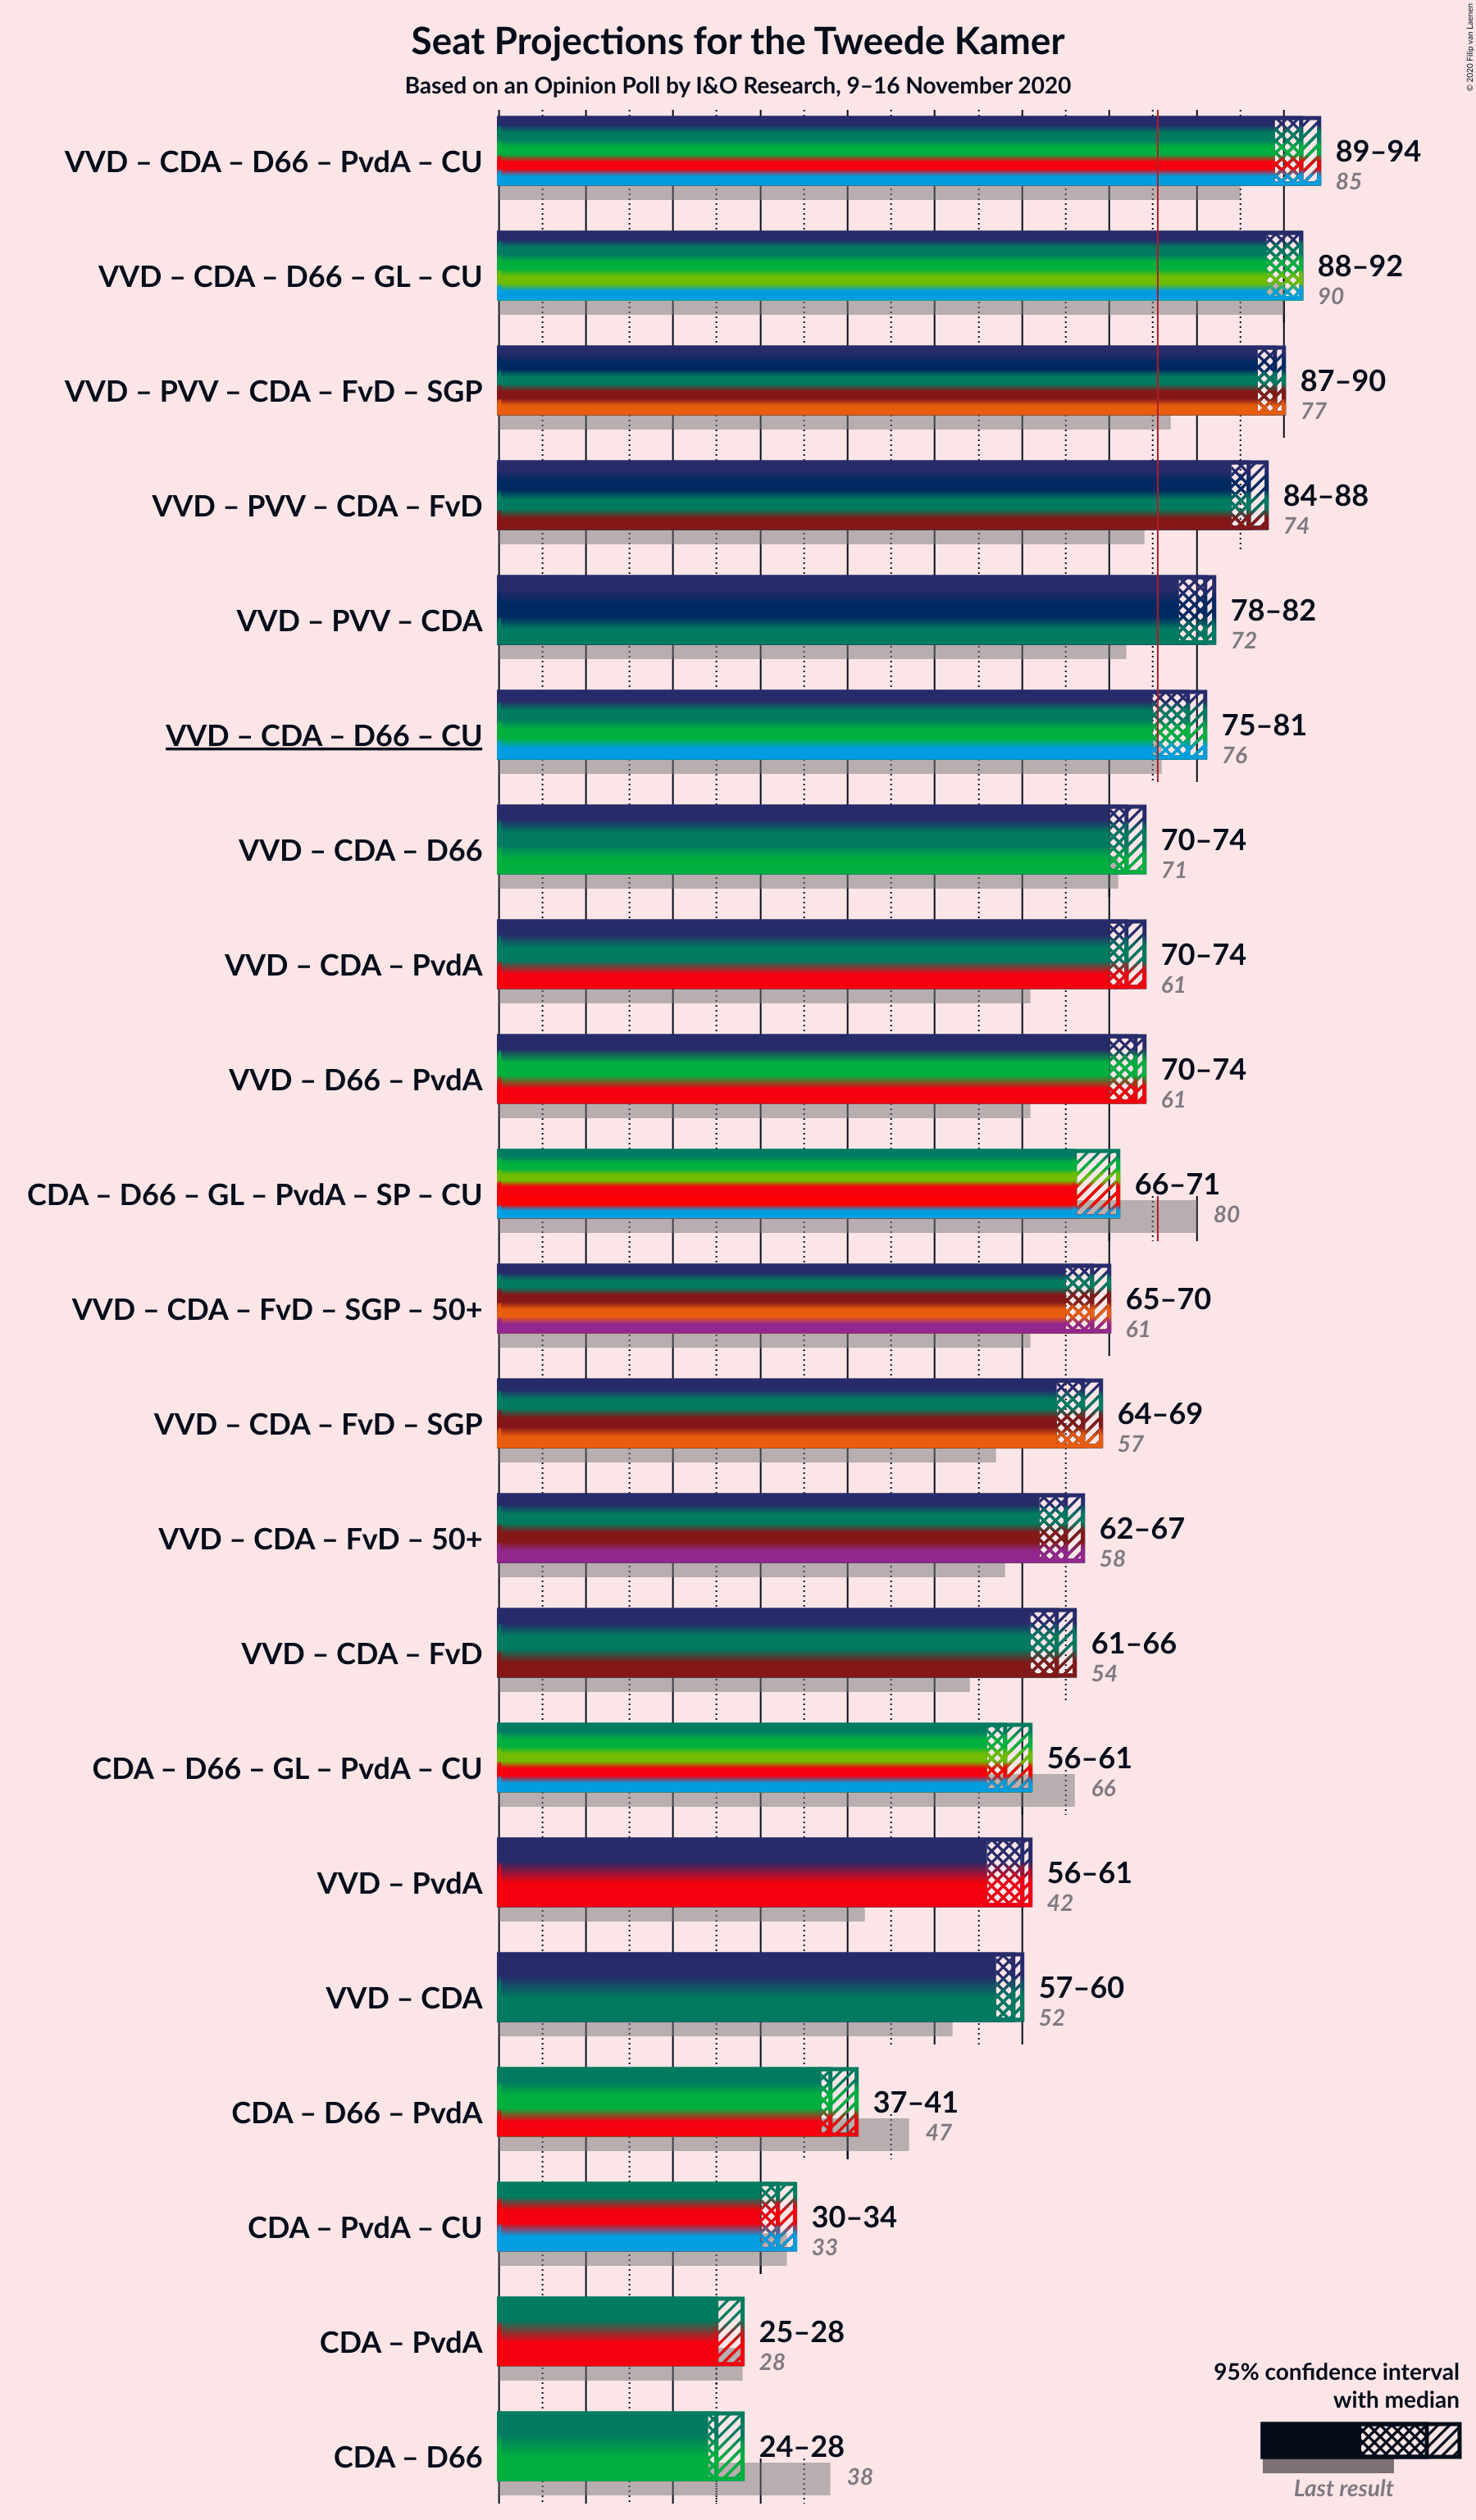 Seat Projections for the Tweede Kamer
Based on an Opinion Poll by I&O Research, 9–16 November 2020
© 2020 Filip van Laenen
VVD – CDA – D66 – PvdA – CU
89–94
85
VVD – CDA – D66 – GL – CU
88–92
90
VVD – PVV – CDA – FvD – SGP
87–90
77
VVD – PVV – CDA – FvD
84–88
74
VVD – PVV – CDA
78–82
72
VVD – CDA – D66 – CU
75–81
76
VVD – CDA – D66
70–74
71
VVD – CDA – PvdA
70–74
61
VVD – D66 – PvdA
70–74
61
CDA – D66 – GL – PvdA – SP – CU
66–71
80
VVD – CDA – FvD – SGP – 50+
65–70
61
VVD – CDA – FvD – SGP
64–69
57
VVD – CDA – FvD – 50+
62–67
58
VVD – CDA – FvD
61–66
54
CDA – D66 – GL – PvdA – CU
56–61
66
VVD – PvdA
56–61
42
VVD – CDA
57–60
52
CDA – D66 – PvdA
37–41
47
CDA – PvdA – CU
30–34
33
CDA – PvdA
25–28
28
CDA – D66
24–28
38
95% confidence interval
with median
Last result